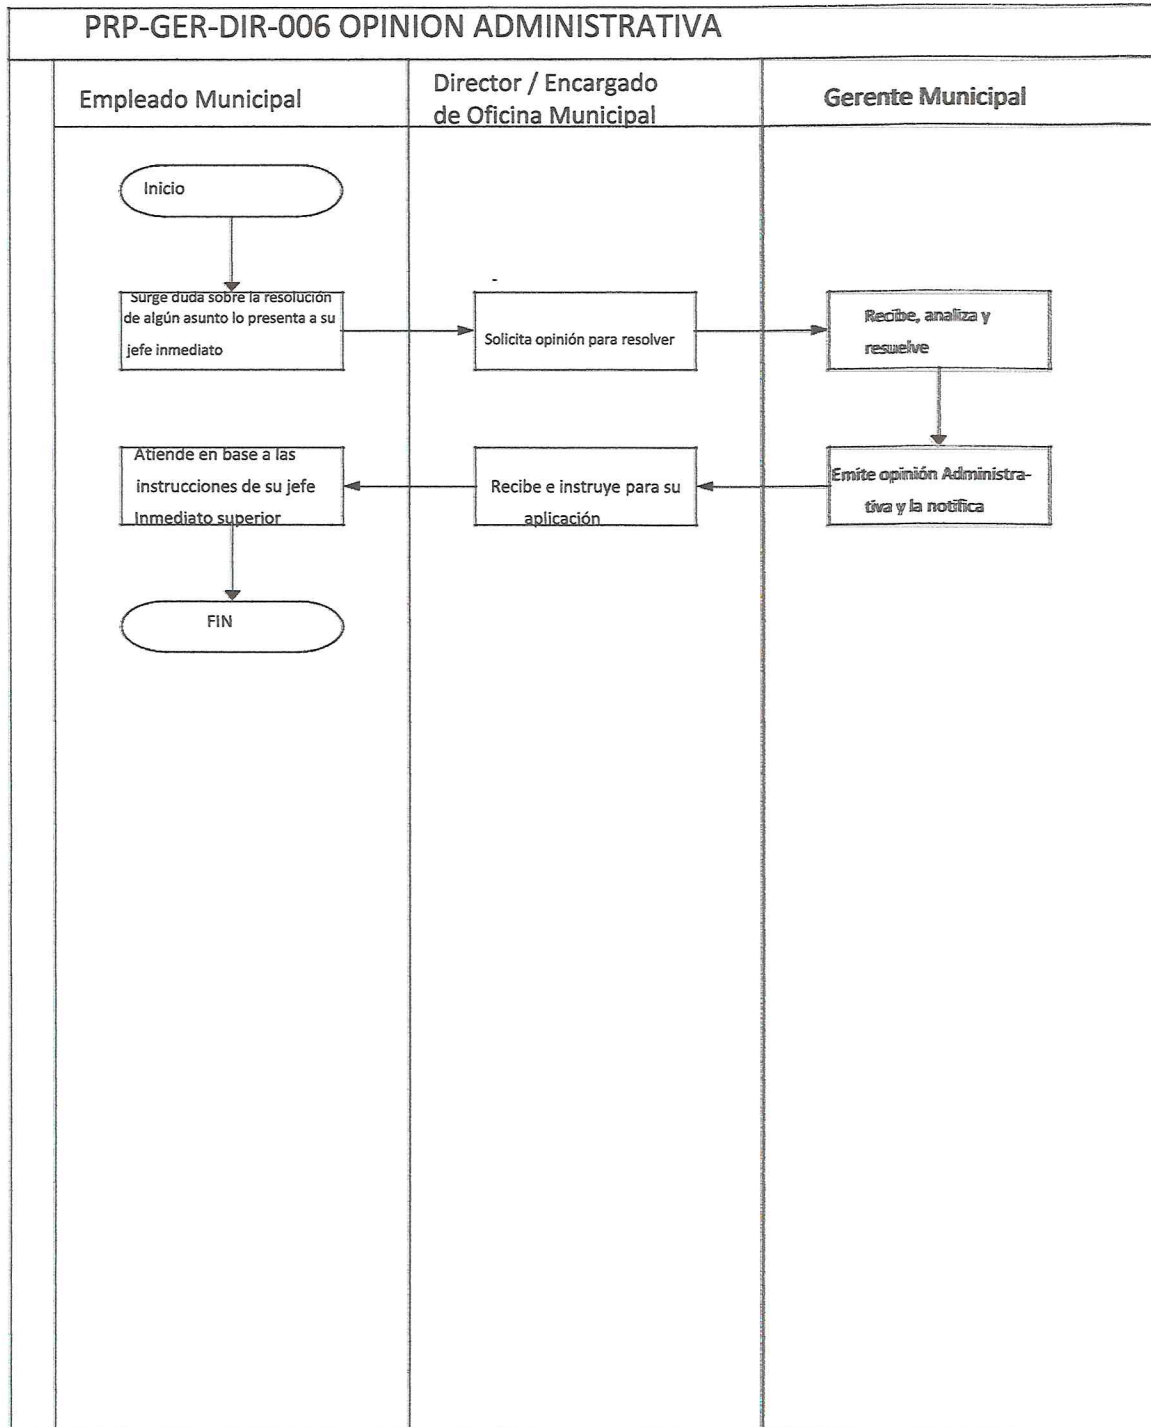 PRP-GER-DIR-006 OPINION ADMINISTRATIVA
Empleado Municipal
Director / Encargado
de Oficina Municipal
Gerente Municipal
Inicio
Surge duda sobre la resolución
de algún asunto lo presenta a su
jefe inmediato
Solicita opinión para resolver
Recibe, analiza y
resuelve
Emite opinión Administra-
tiva y la notifica
Recibe e instruye para su
aplicación
Atiende en base a las
instrucciones de su jefe
Inmediato superior
FIN